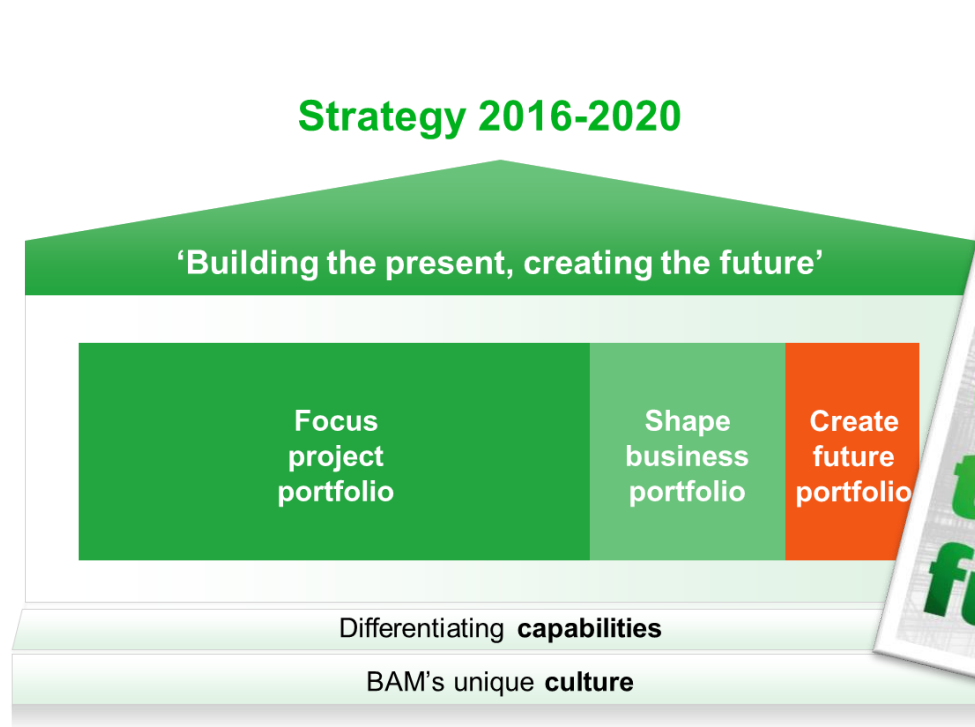 Strategy 2016-2020
‘Building the present, creating the future’
Focus
project
portfolio
Shape
business
portfolio
Create
future
portfolio
Differentiating capabilities
BAM’s unique culture